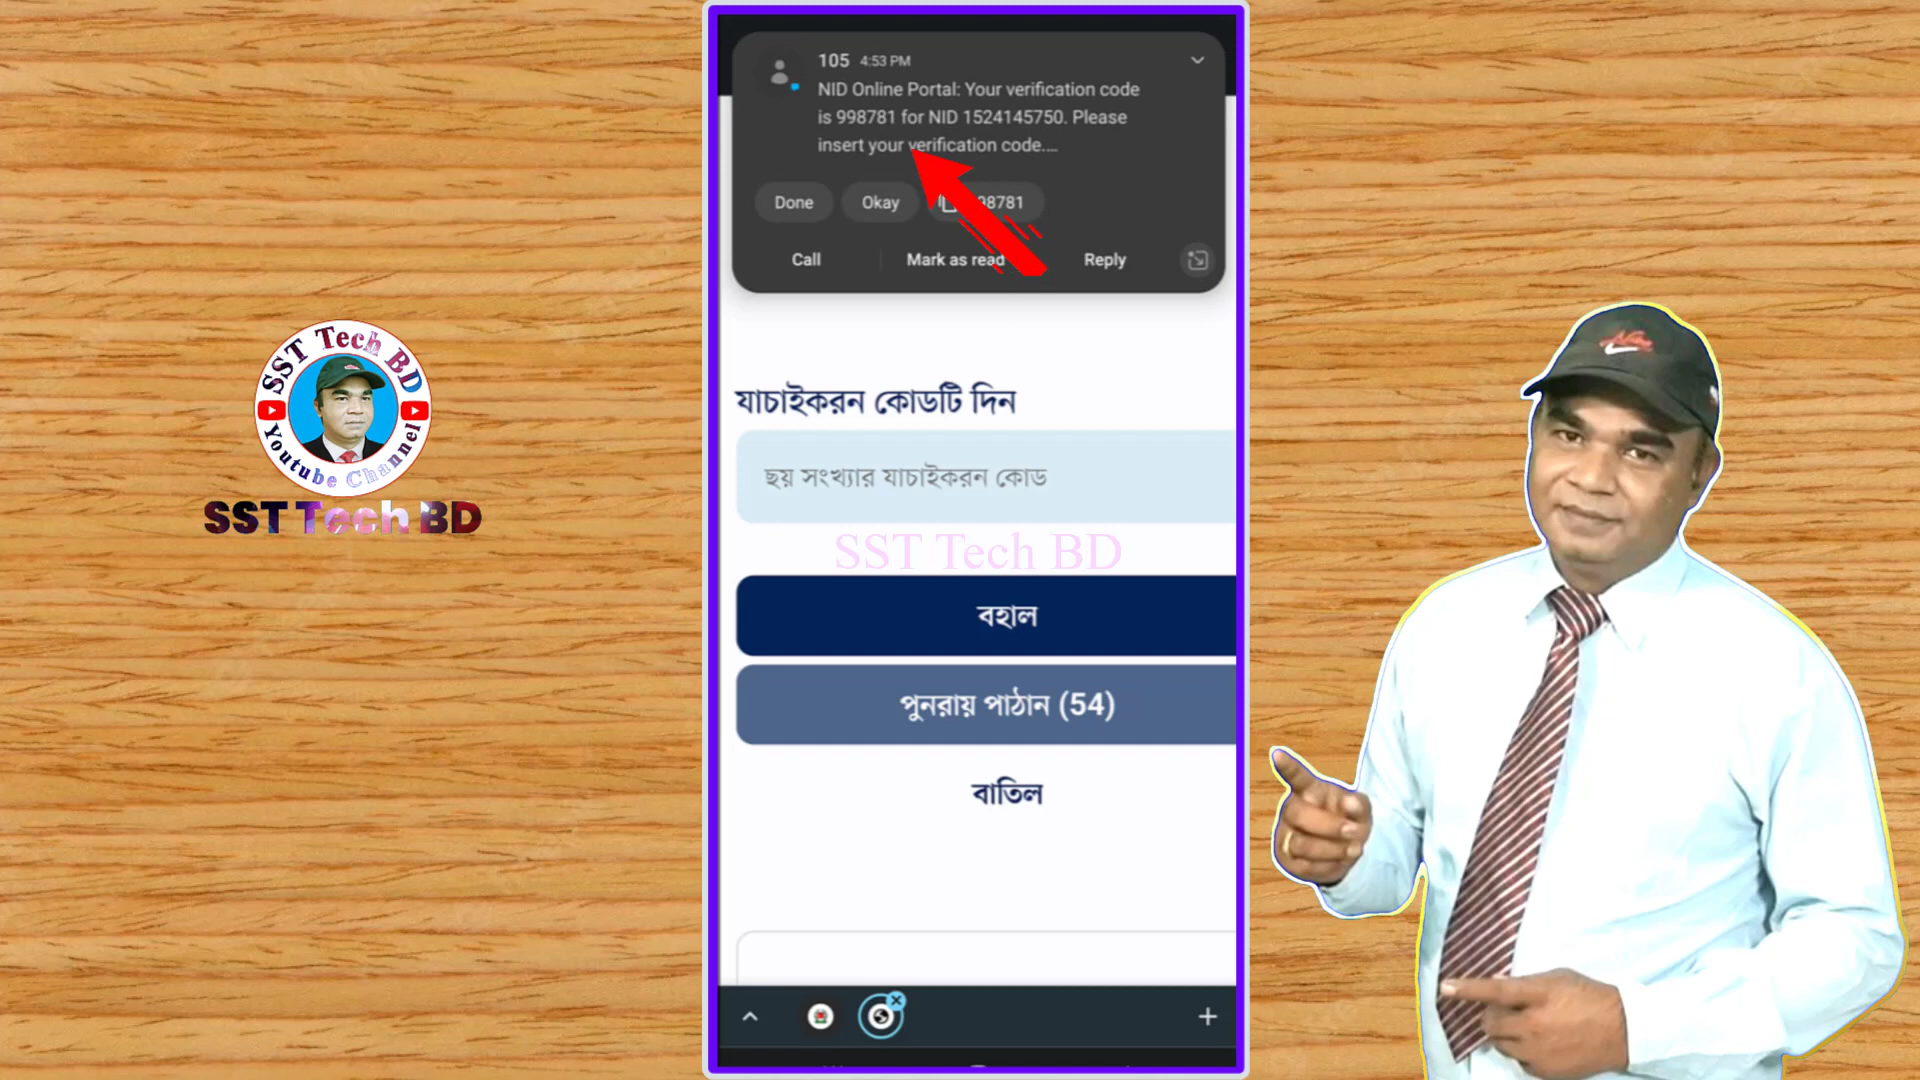 105 4:53 PM
NID Online Portal: Your verification code
is 998781 for NID 1524145750. Please
insert your verification code....
Done Okay 98781
Call Mark as read Reply
যাচাইকরন কোডটি দিন
ছয় সংখ্যার যাচাইকরন কোড
SST Tech BD
বহাল
পুনরায় পাঠান (54)
বাতিল
SST Tech BD
Youtube Channel
SST Tech BD